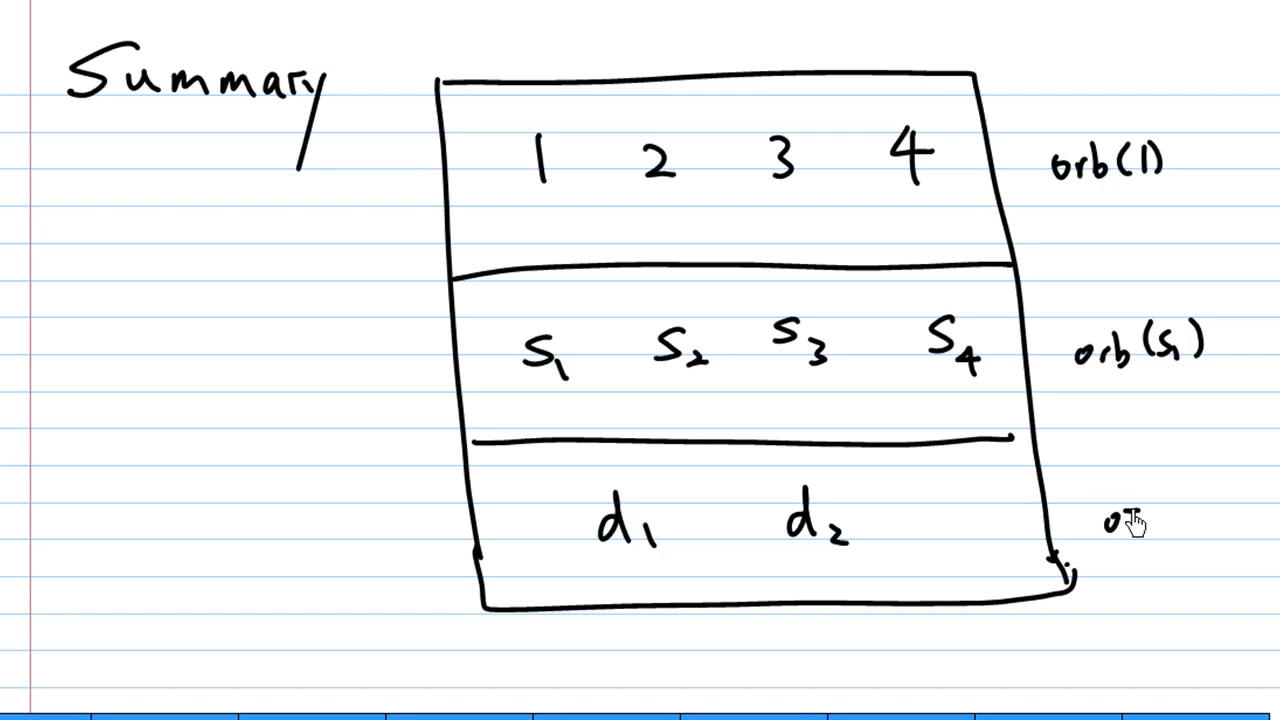 Summary
1 2 3 4 orb(1)
S1 S2 S3 S4 orb(S1)
d1 d2